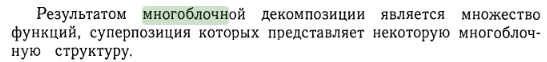 Результатом многоблочной декомпозиции является множество
функций, суперпозиция которых представляет некоторую многоблоч-
ную структуру.